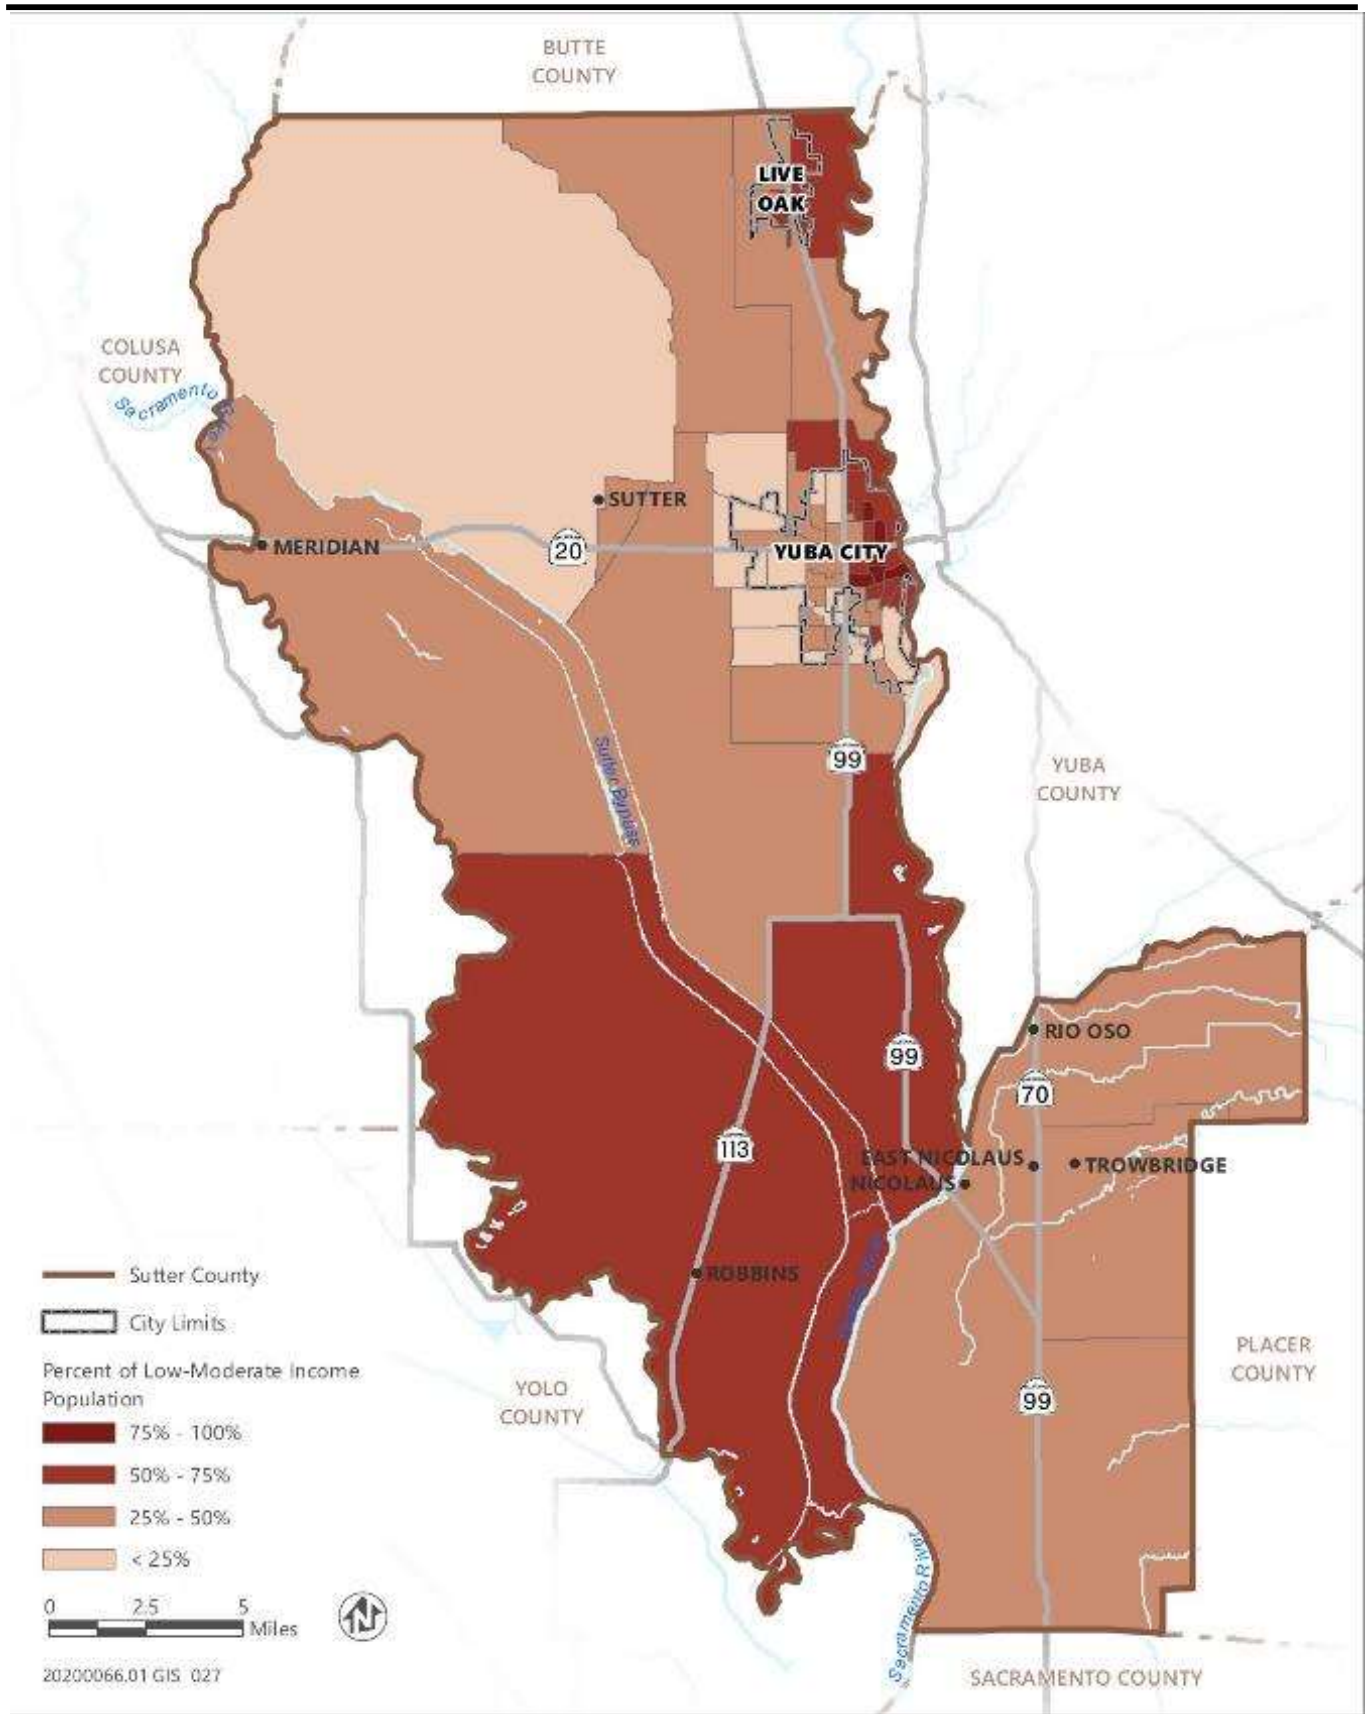 BUTTE
COUNTY
LIVE
OAK
COLUSA
COUNTY
Sacramento River
SUTTER
MERIDIAN
20
YUBA CITY
Sutter Bypass
99
YUBA
COUNTY
RIO OSO
99
70
113
EAST NICOLAUS
TROWBRIDGE
NICOLAUS
ROBBINS
Sutter County
City Limits
Percent of Low-Moderate Income
Population
75% - 100%
50% - 75%
25% - 50%
< 25%
0 2.5 5
Miles
N
20200066.01 GIS 027
YOLO
COUNTY
PLACER
COUNTY
99
Sacramento River
SACRAMENTO COUNTY